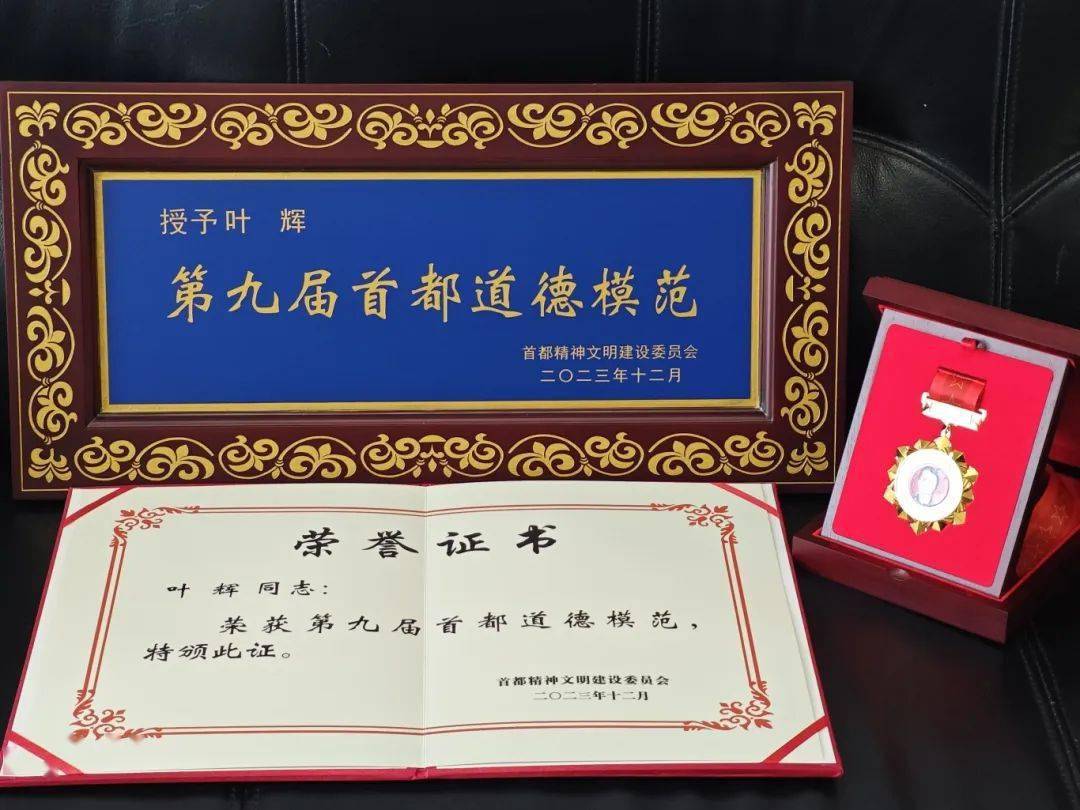 授予叶 辉
第九届首都道德模范
首都精神文明建设委员会
二〇二三年十二月
荣誉证书
叶 辉 同志：
荣获第九届首都道德模范，
特颁此证。
首都精神文明建设委员会
二〇二三年十二月